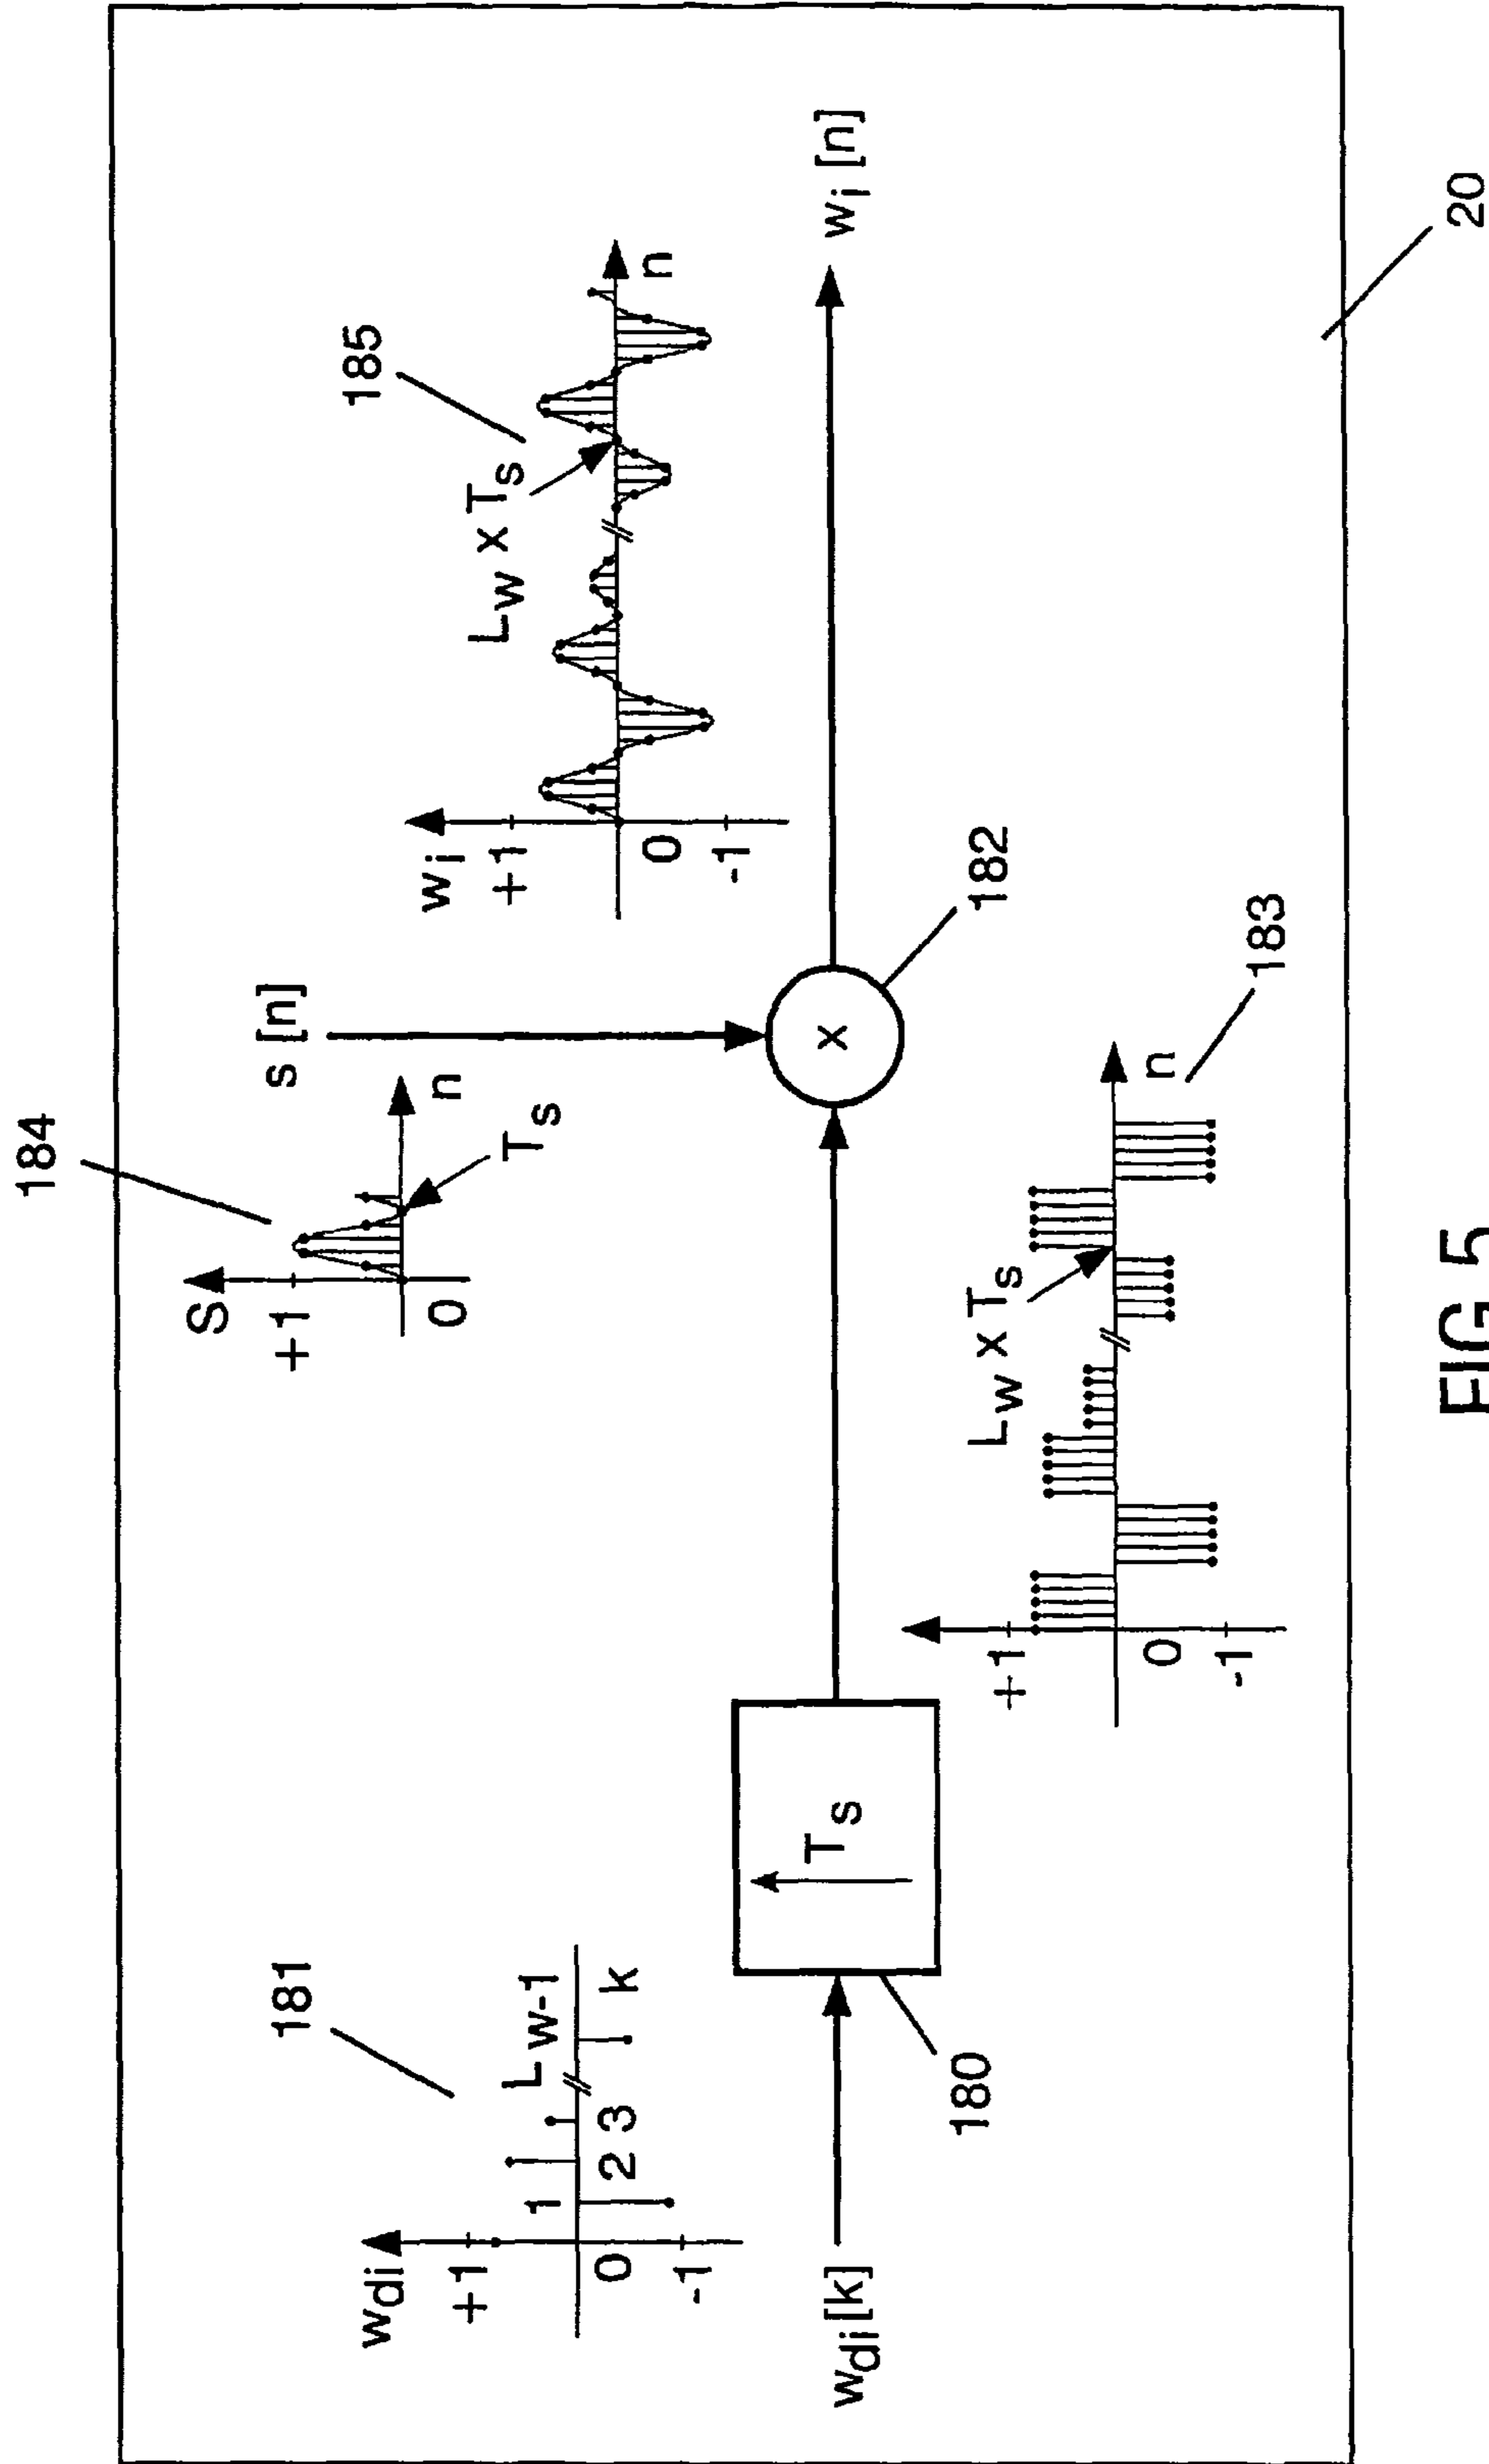 181
w_di
+1
0
-1
1
2 3
L_W-1
k
w_di[k]
T_s
180
184
S
+1
0
n
T_s
s [n]
x
182
+1
0
-1
L_W x T_s
n
183
w_i
+1
0
-1
L_W x T_s
185
n
w_i [n]
20
FIG. 5